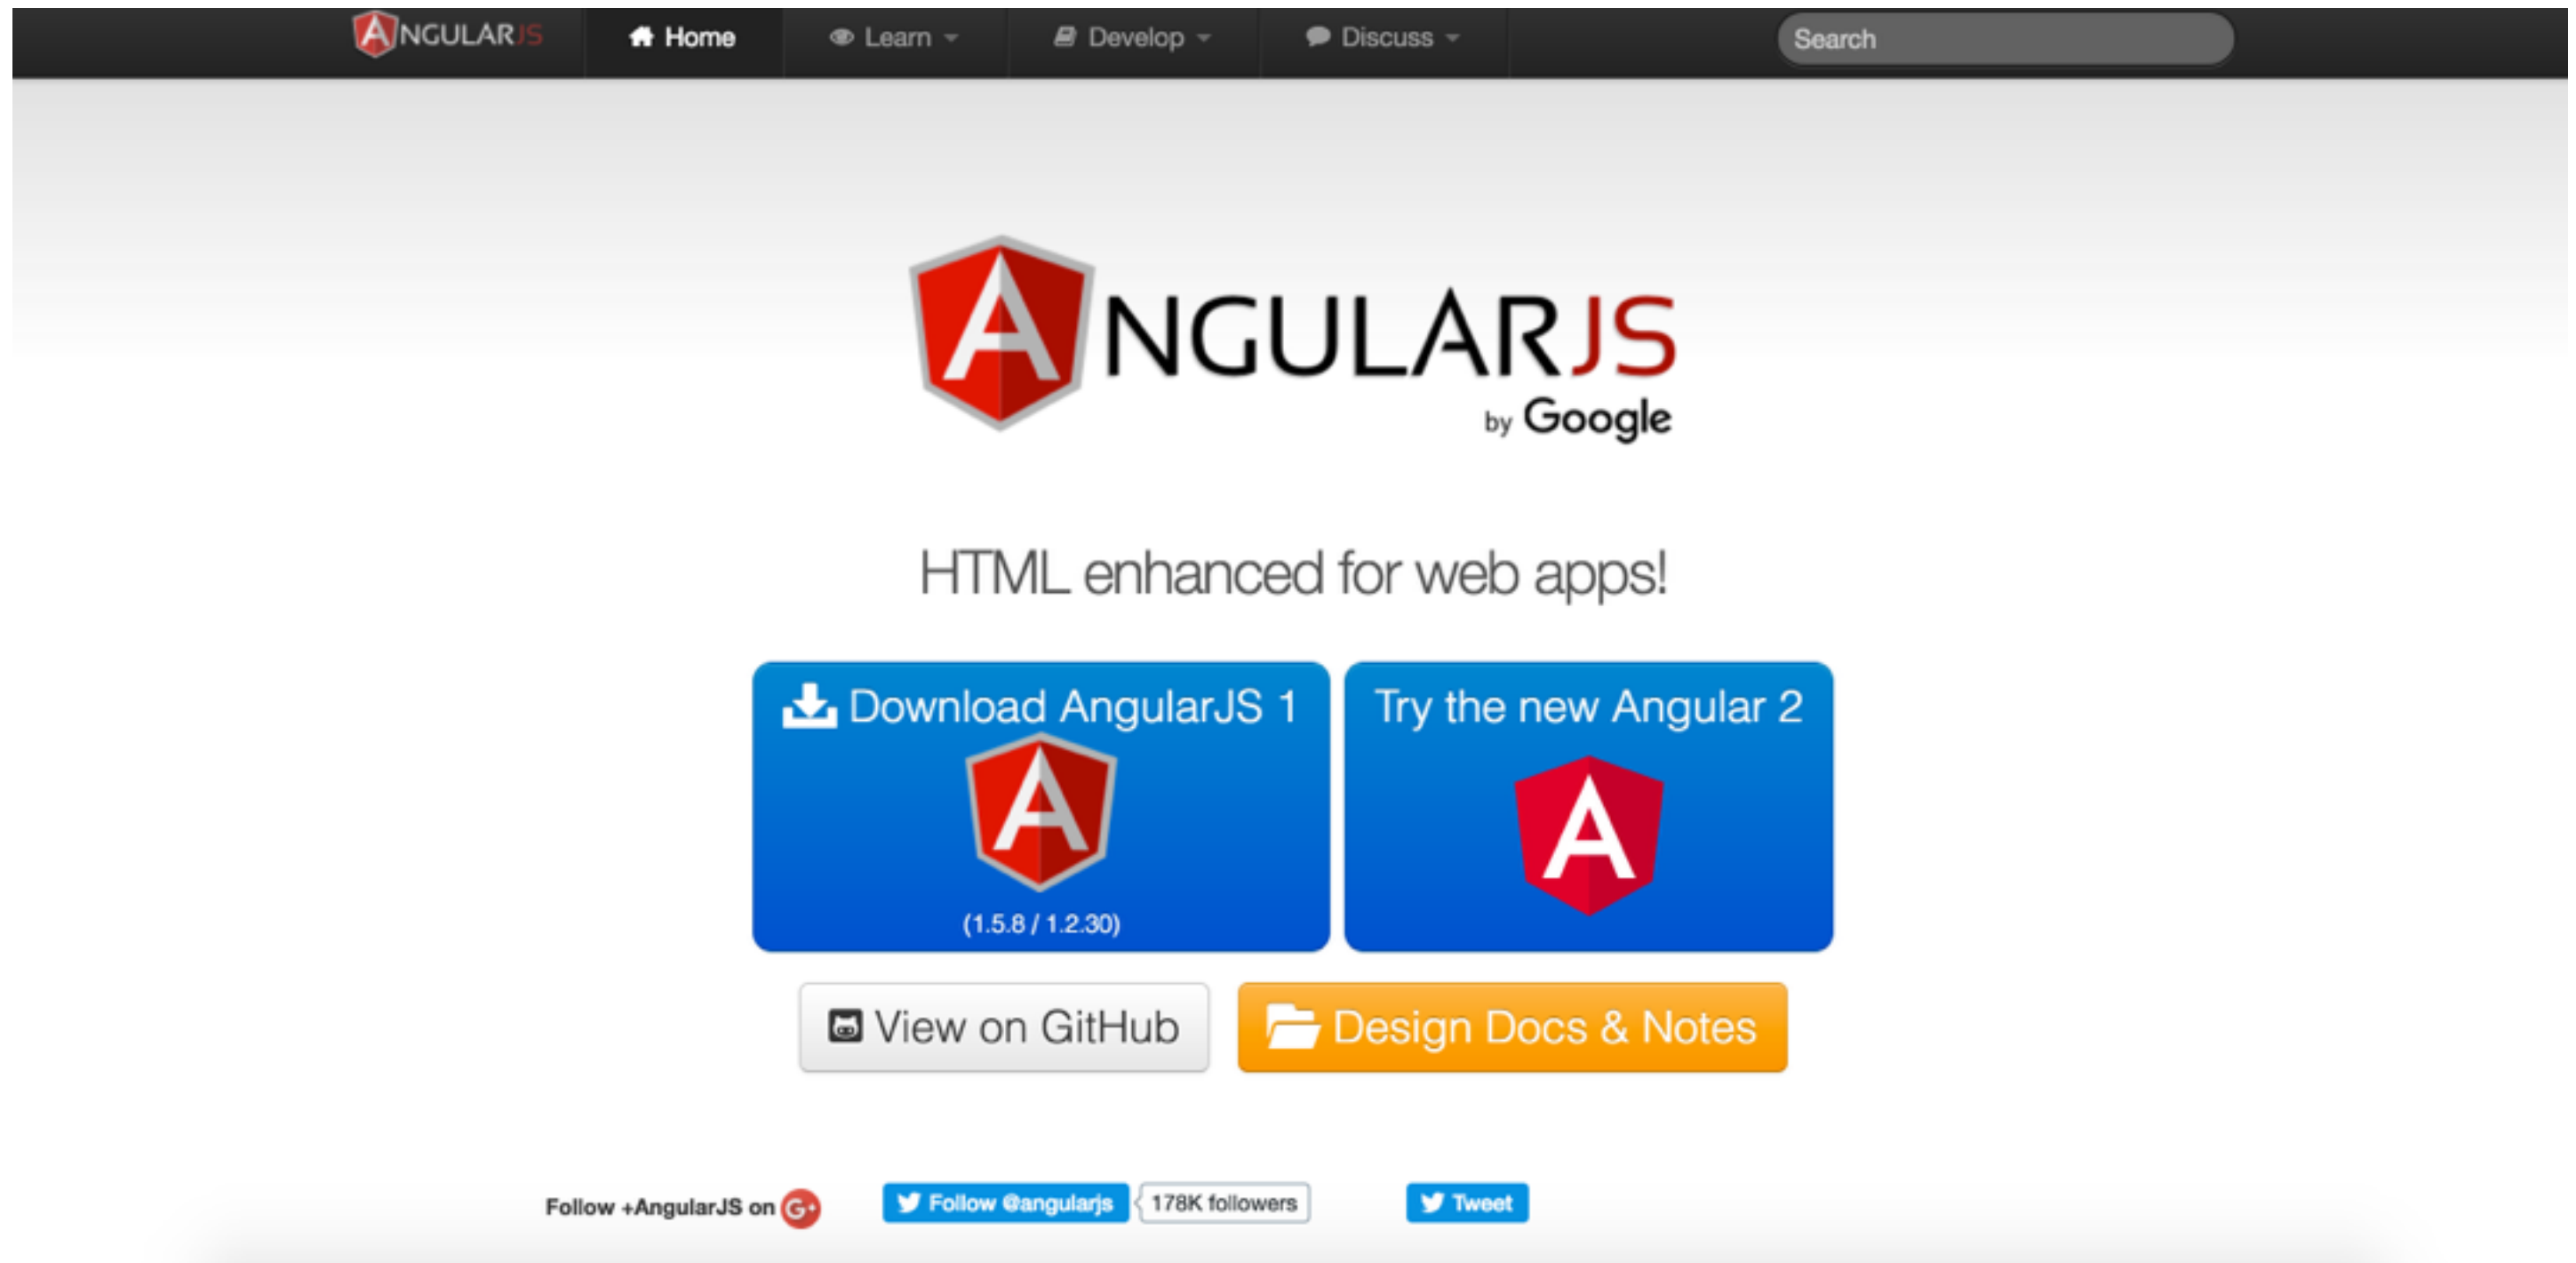 ANGULARJS Home Learn Develop Discuss Search
ANGULARJS
by Google
HTML enhanced for web apps!
Download AngularJS 1 Try the new Angular 2
(1.5.8 / 1.2.30)
View on GitHub Design Docs & Notes
Follow +AngularJS on G+ Follow @angularjs 178K followers Tweet